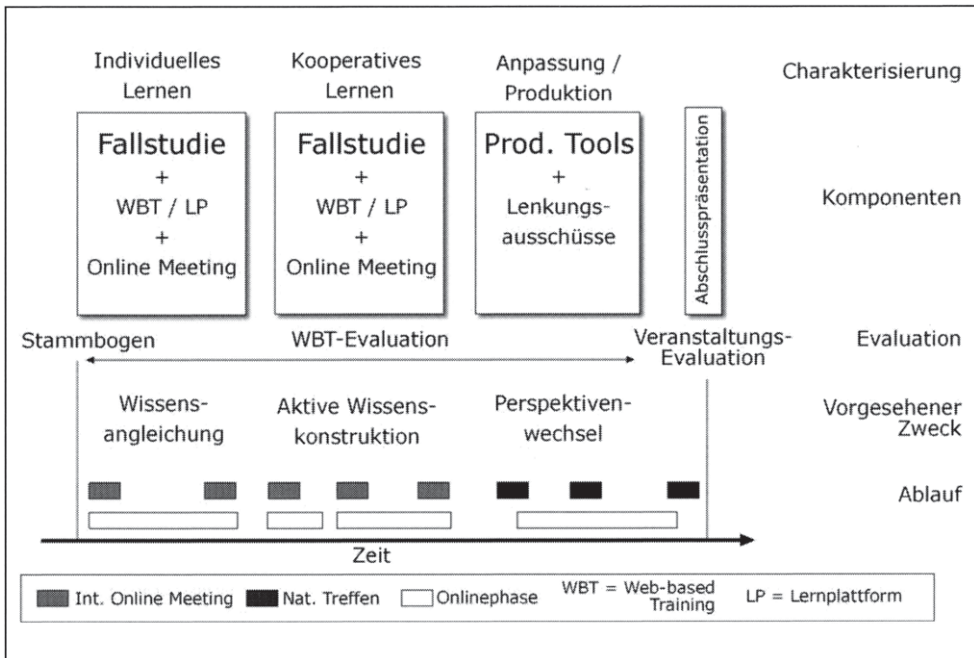 Individuelles
Lernen
Kooperatives
Lernen
Anpassung /
Produktion
Charakterisierung
Fallstudie
+
WBT / LP
+
Online Meeting
Fallstudie
+
WBT / LP
+
Online Meeting
Prod. Tools
+
Lenkungs-
ausschüsse
Abschlusspräsentation
Komponenten
Stammbogen
WBT-Evaluation
Veranstaltungs-
Evaluation
Evaluation
Wissens-
angleichung
Aktive Wissens-
konstruktion
Perspektiven-
wechsel
Vorgesehener
Zweck
Ablauf
Zeit
Int. Online Meeting
Nat. Treffen
Onlinephase
WBT = Web-based
Training
LP = Lernplattform